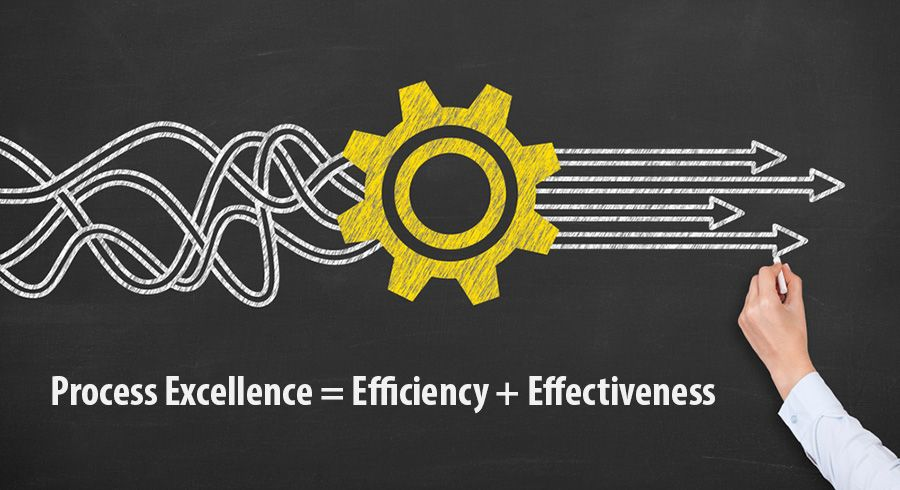 Process Excellence = Efficiency + Effectiveness